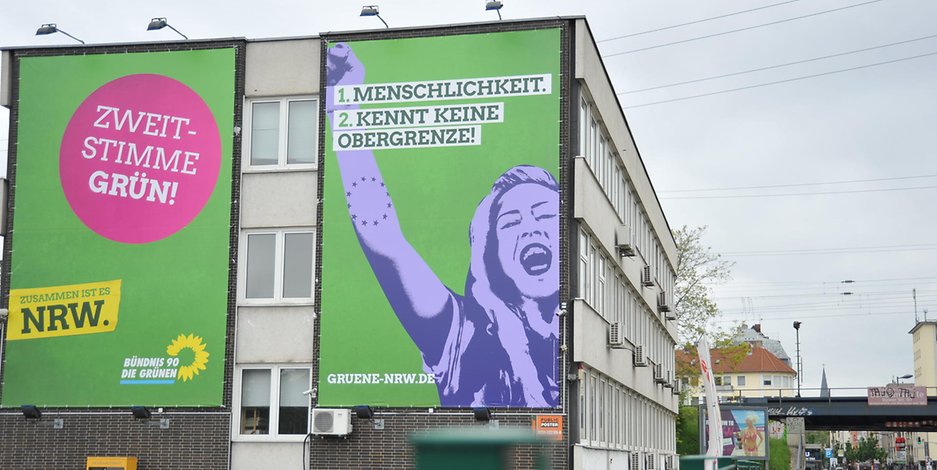 ZWEIT-
STIMME
GRÜN!
ZUSAMMEN IST ES
NRW.
BÜNDNIS 90
DIE GRÜNEN
1. MENSCHLICHKEIT.
2. KENNT KEINE
OBERGRENZE!
GRUENE-NRW.DE
POSTER